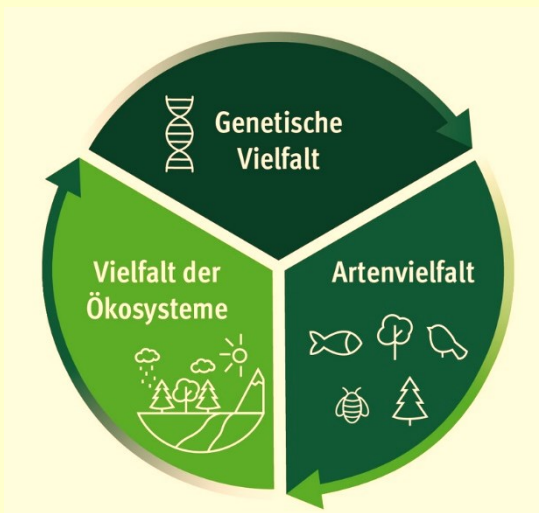 Genetische
Vielfalt
Vielfalt der
Ökosysteme
Artenvielfalt